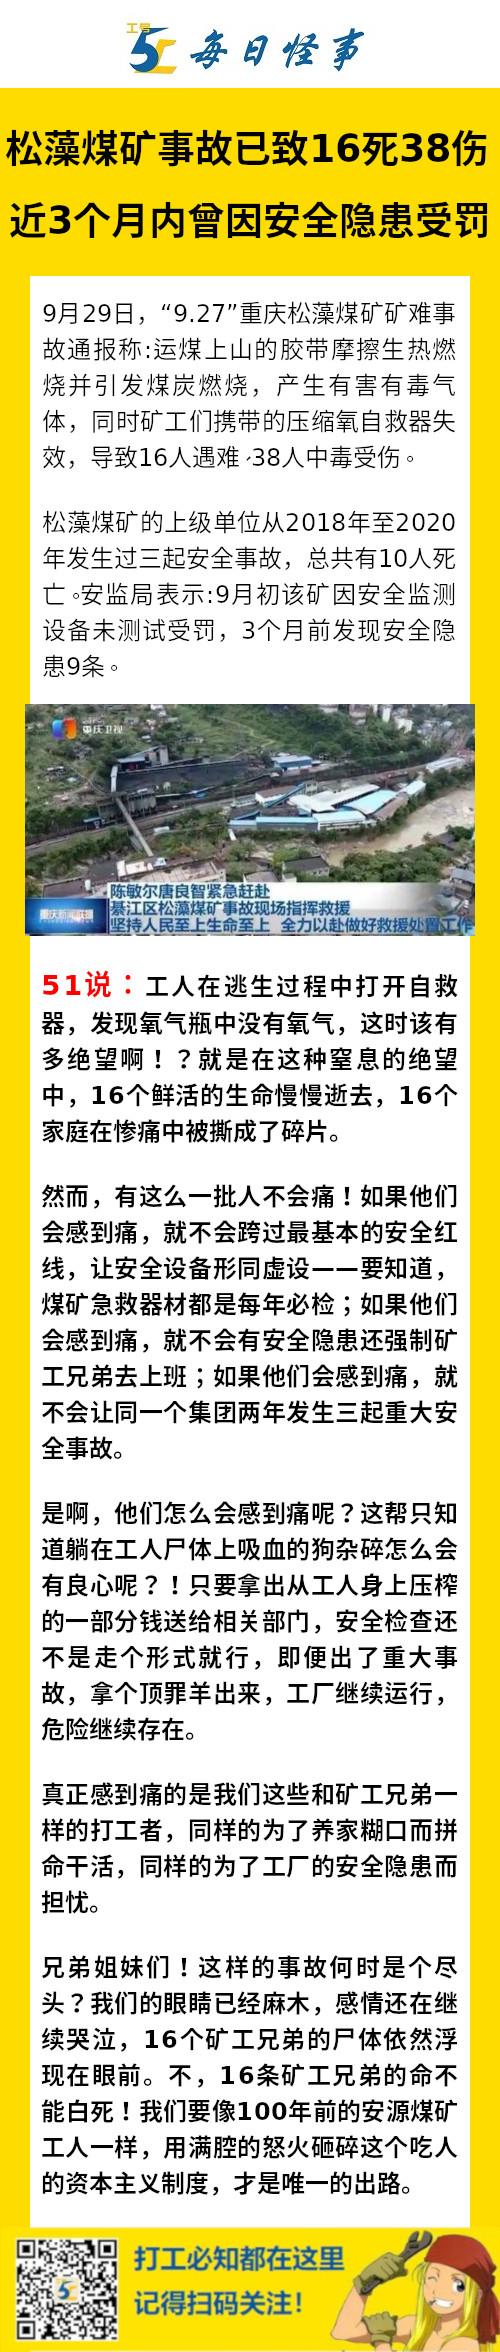 工号
51
每日怪事
松藻煤矿事故已致16死38伤
近3个月内曾因安全隐患受罚
9月29日，“9.27”重庆松藻煤矿矿难事
故通报称:运煤上山的胶带摩擦生热燃
烧并引发煤炭燃烧，产生有害有毒气
体，同时矿工们携带的压缩氧自救器失
效，导致16人遇难､38人中毒受伤。
松藻煤矿的上级单位从2018年至2020
年发生过三起安全事故，总共有10人死
亡｡安监局表示:9月初该矿因安全监测
设备未测试受罚，3个月前发现安全隐
患9条。
重庆卫视
陈敏尔唐良智紧急赶赴
綦江区松藻煤矿事故现场指挥救援
坚持人民至上生命至上 全力以赴做好救援处置工作
重庆新闻联播
51说：工人在逃生过程中打开自救
器，发现氧气瓶中没有氧气，这时该有
多绝望啊！？就是在这种窒息的绝望
中，16个鲜活的生命慢慢逝去，16个
家庭在惨痛中被撕成了碎片。
然而，有这么一批人不会痛！如果他们
会感到痛，就不会跨过最基本的安全红
线，让安全设备形同虚设——要知道，
煤矿急救器材都是每年必检；如果他们
会感到痛，就不会有安全隐患还强制矿
工兄弟去上班；如果他们会感到痛，就
不会让同一个集团两年发生三起重大安
全事故。
是啊，他们怎么会感到痛呢？这帮只知
道躺在工人尸体上吸血的狗杂碎怎么会
有良心呢？！只要拿出从工人身上压榨
的一部分钱送给相关部门，安全检查还
不是走个形式就行，即便出了重大事
故，拿个顶罪羊出来，工厂继续运行，
危险继续存在。
真正感到痛的是我们这些和矿工兄弟一
样的打工者，同样的为了养家糊口而拼
命干活，同样的为了工厂的安全隐患而
担忧。
兄弟姐妹们！这样的事故何时是个尽
头？我们的眼睛已经麻木，感情还在继
续哭泣，16个矿工兄弟的尸体依然浮
现在眼前。不，16条矿工兄弟的命不
能白死！我们要像100年前的安源煤矿
工人一样，用满腔的怒火砸碎这个吃人
的资本主义制度，才是唯一的出路。
打工必知都在这里
记得扫码关注！